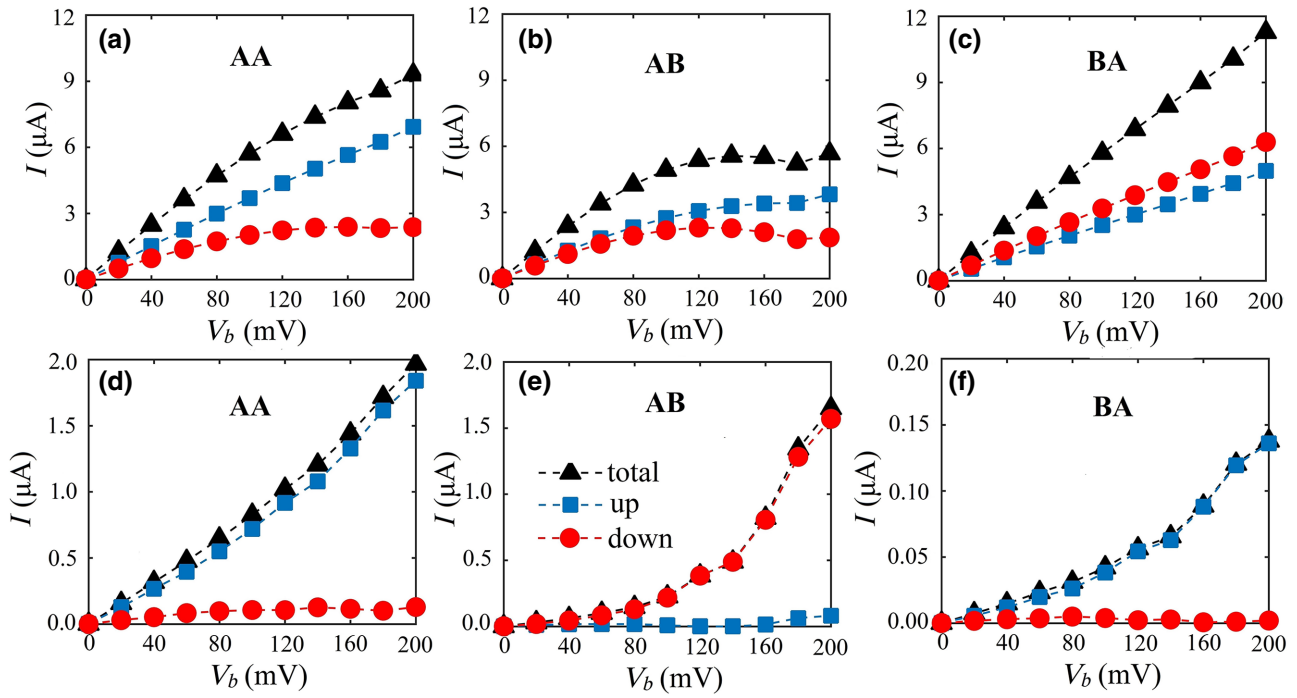 (a)
AA
12
9
6
3
0
I (μA)
0 40 80 120 160 200
V_b (mV)
(b)
AB
12
9
6
3
0
I (μA)
0 40 80 120 160 200
V_b (mV)
(c)
BA
12
9
6
3
0
I (μA)
0 40 80 120 160 200
V_b (mV)
(d)
AA
2.0
1.5
1.0
0.5
0.0
I (μA)
0 40 80 120 160 200
V_b (mV)
(e)
AB
total
up
down
2.0
1.5
1.0
0.5
0.0
I (μA)
0 40 80 120 160 200
V_b (mV)
(f)
BA
0.20
0.15
0.10
0.05
0.00
I (μA)
0 40 80 120 160 200
V_b (mV)